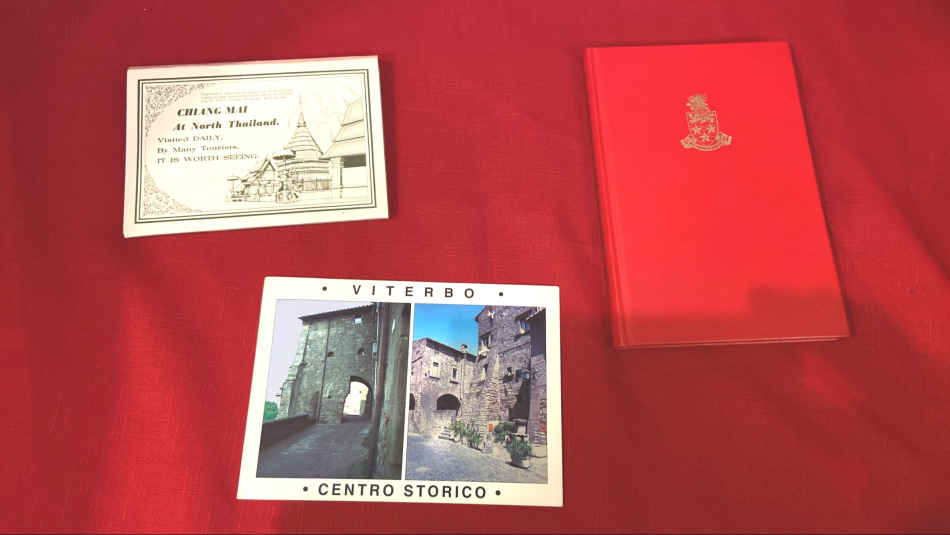 CHIANG MAI
At North Thailand.
Visited DAILY,
By Many Tourists,
IT IS WORTH SEEING.
• VITERBO •
• CENTRO STORICO •